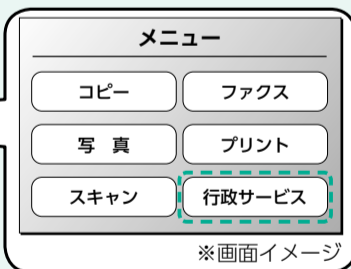 メニュー
コピー
ファクス
写 真
プリント
スキャン
行政サービス
※画面イメージ